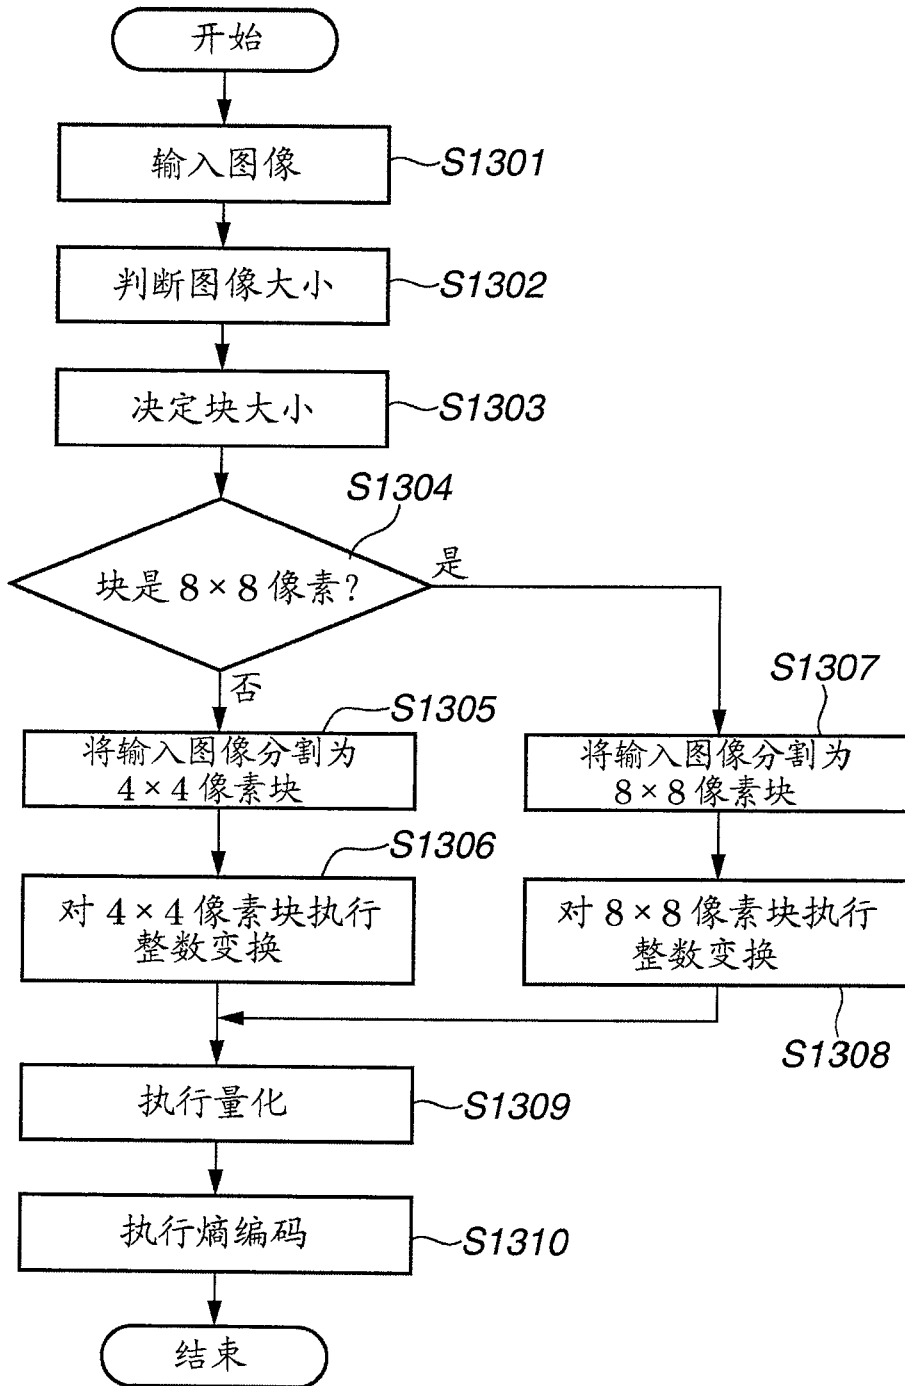 开始
输入图像
S1301
判断图像大小
S1302
决定块大小
S1303
S1304
块是 8 × 8 像素?
是
否
S1305
将输入图像分割为
4 × 4 像素块
S1306
对 4 × 4 像素块执行
整数变换
S1307
将输入图像分割为
8 × 8 像素块
对 8 × 8 像素块执行
整数变换
S1308
执行量化
S1309
执行熵编码
S1310
结束